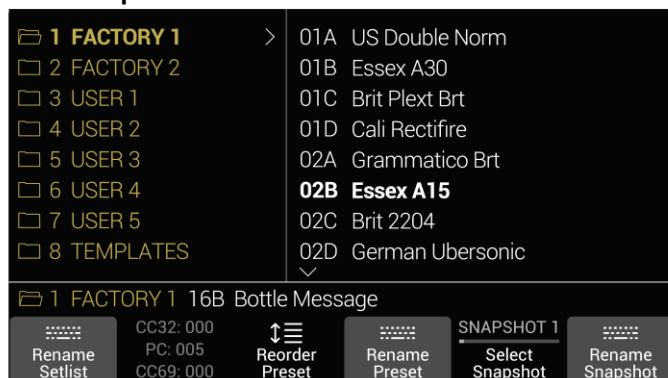 1 FACTORY 1 >
2 FACTORY 2
3 USER 1
4 USER 2
5 USER 3
6 USER 4
7 USER 5
8 TEMPLATES
01A US Double Norm
01B Essex A30
01C Brit Plext Brt
01D Cali Rectifire
02A Grammatico Brt
02B Essex A15
02C Brit 2204
02D German Ubersonic
1 FACTORY 1 16B Bottle Message
Rename
Setlist
CC32: 000
PC: 005
CC69: 000
Reorder
Preset
Rename
Preset
SNAPSHOT 1
Select
Snapshot
Rename
Snapshot